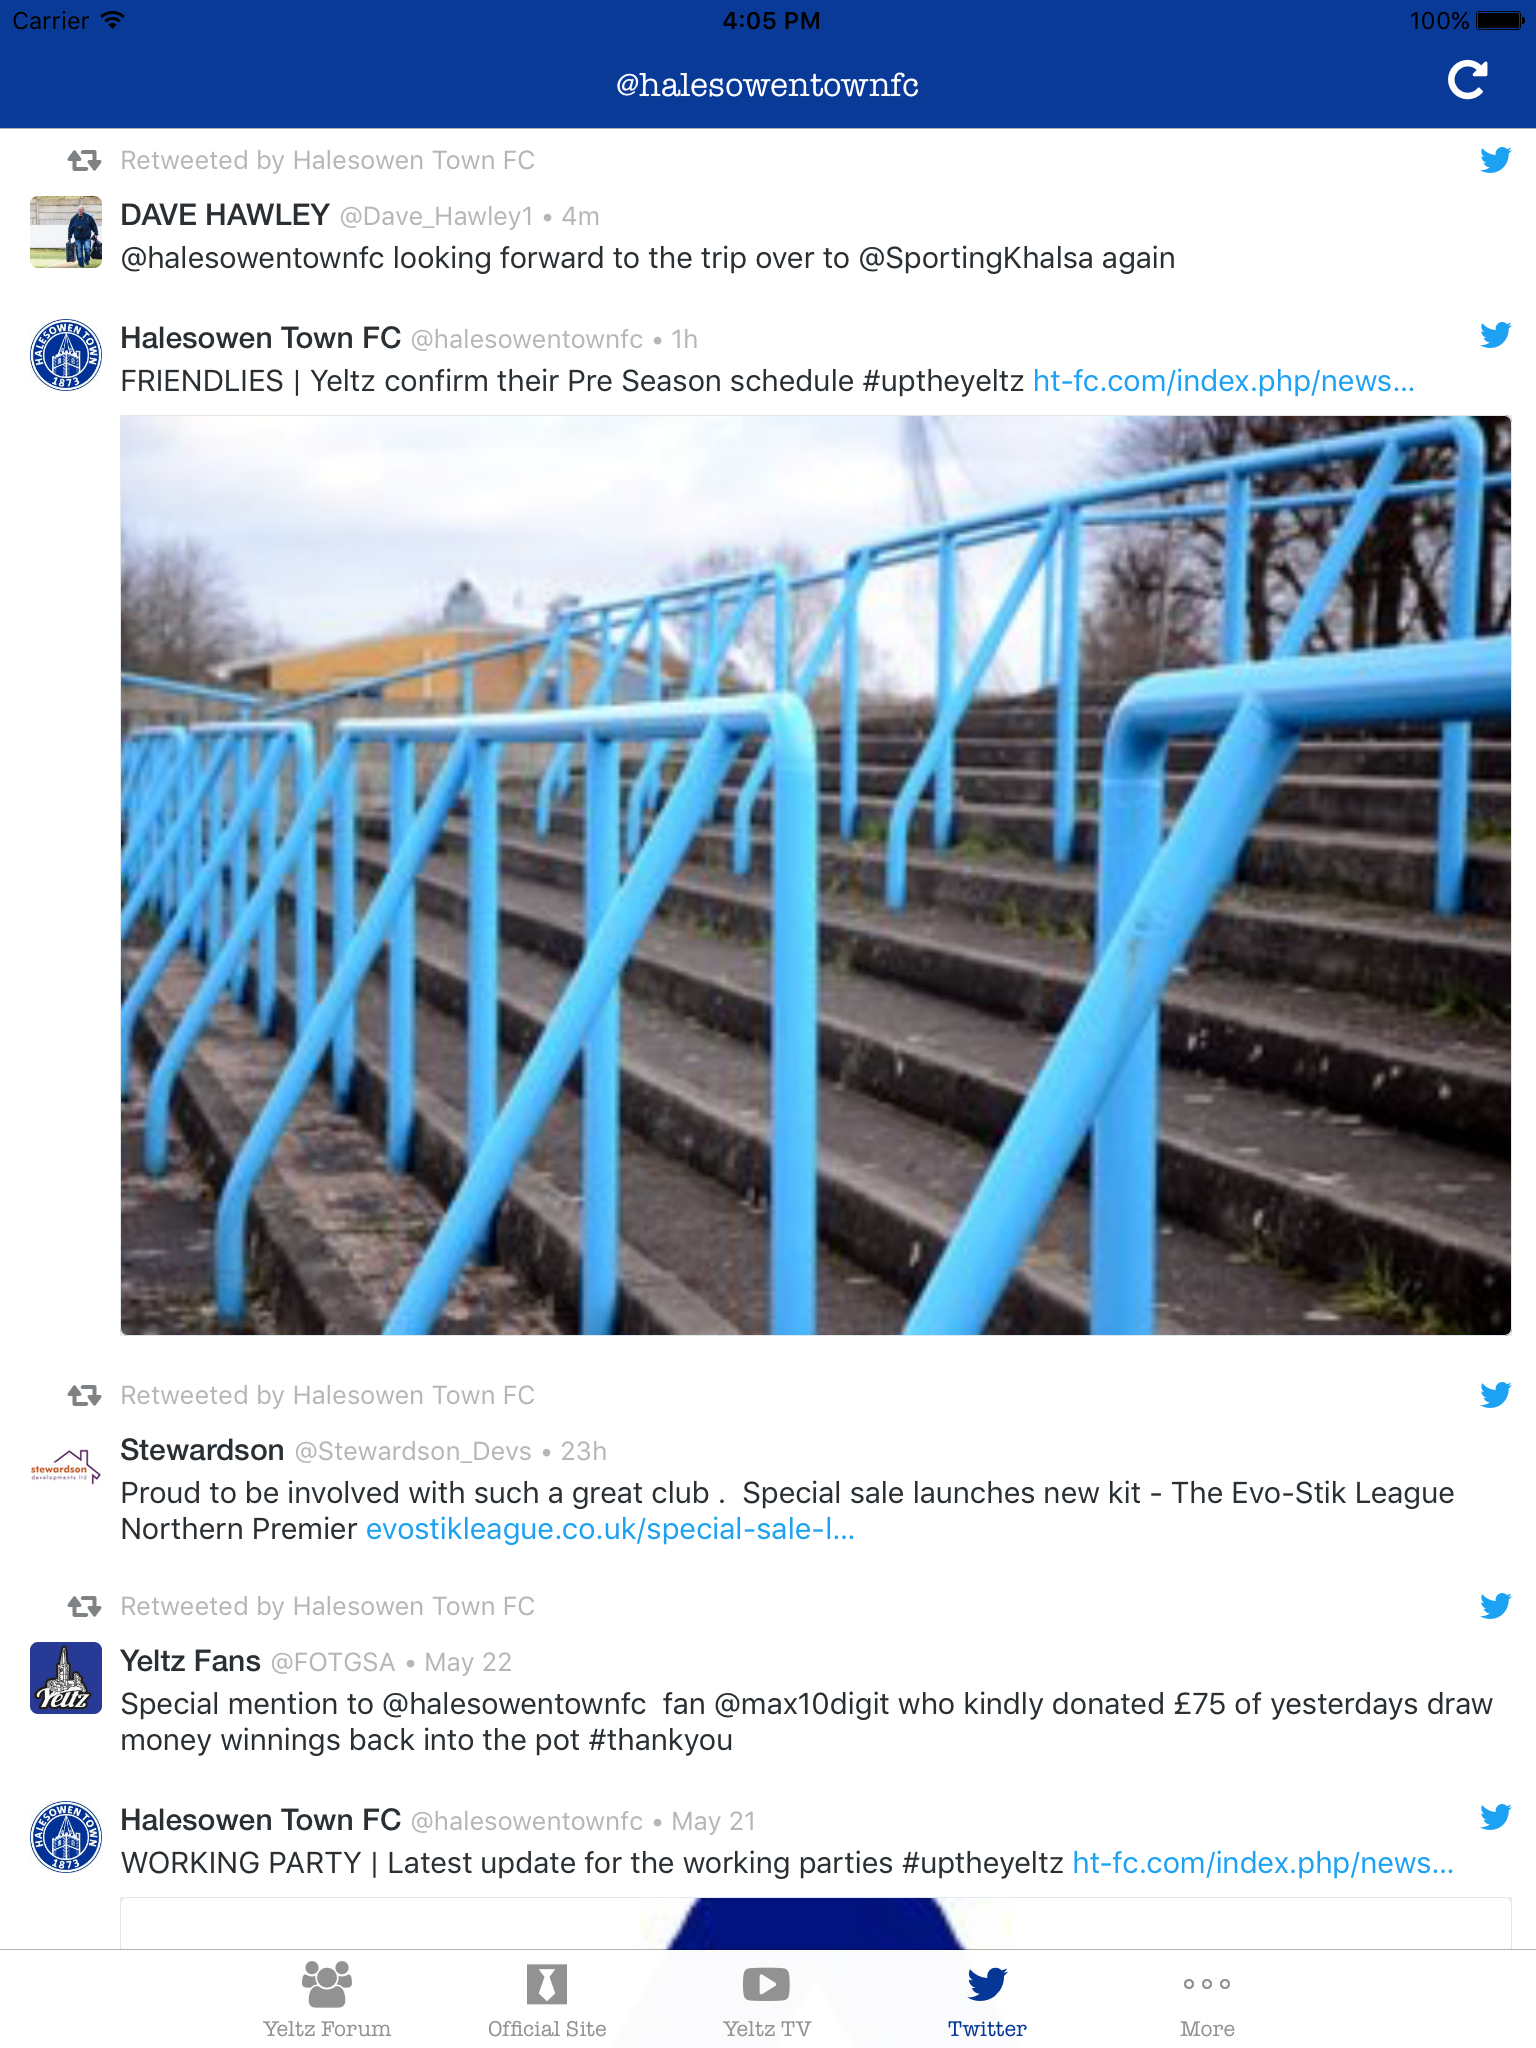 Carrier 4:05 PM 100%
@halesowentownfc
Retweeted by Halesowen Town FC
DAVE HAWLEY @Dave_Hawley1 • 4m
@halesowentownfc looking forward to the trip over to @SportingKhalsa again
HALESOWEN TOWN
1873
Halesowen Town FC @halesowentownfc • 1h
FRIENDLIES | Yeltz confirm their Pre Season schedule #uptheyeltz ht-fc.com/index.php/news...
Retweeted by Halesowen Town FC
stewardson
developments ltd
Stewardson @Stewardson_Devs • 23h
Proud to be involved with such a great club .  Special sale launches new kit - The Evo-Stik League
Northern Premier evostikleague.co.uk/special-sale-l...
Retweeted by Halesowen Town FC
Yeltz
Yeltz Fans @FOTGSA • May 22
Special mention to @halesowentownfc  fan @max10digit who kindly donated £75 of yesterdays draw
money winnings back into the pot #thankyou
HALESOWEN TOWN
1873
Halesowen Town FC @halesowentownfc • May 21
WORKING PARTY | Latest update for the working parties #uptheyeltz ht-fc.com/index.php/news...
Yeltz Forum Official Site Yeltz TV Twitter More